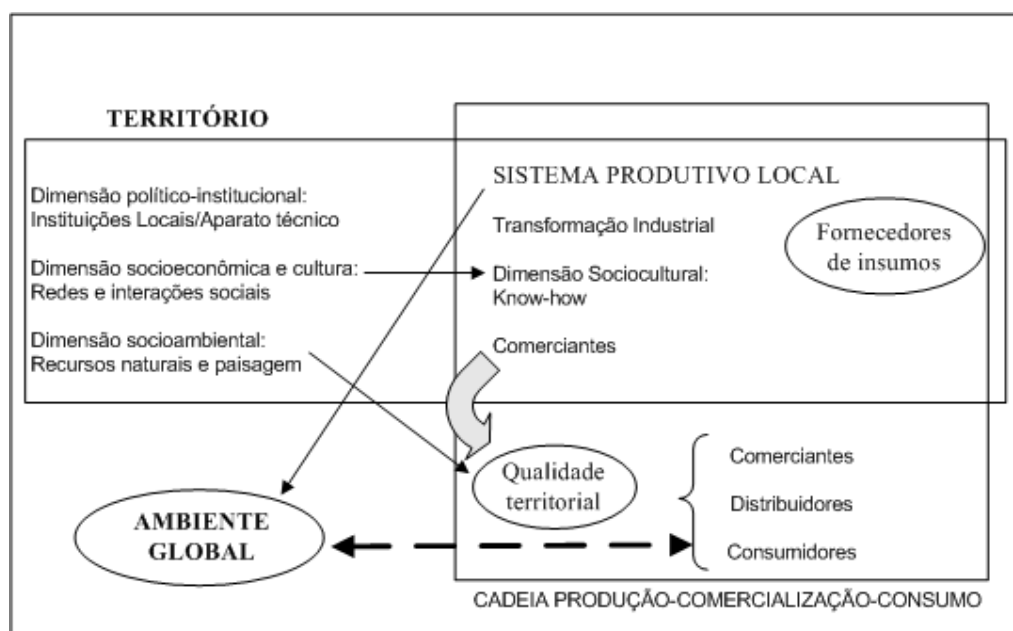 TERRITÓRIO
Dimensão político-institucional:
Instituições Locais/Aparato técnico
Dimensão socioeconômica e cultura:
Redes e interações sociais
Dimensão socioambiental:
Recursos naturais e paisagem
SISTEMA PRODUTIVO LOCAL
Transformação Industrial
Dimensão Sociocultural:
Know-how
Comerciantes
Fornecedores
de insumos
Qualidade
territorial
Comerciantes
Distribuidores
Consumidores
AMBIENTE
GLOBAL
CADEIA PRODUÇÃO-COMERCIALIZAÇÃO-CONSUMO